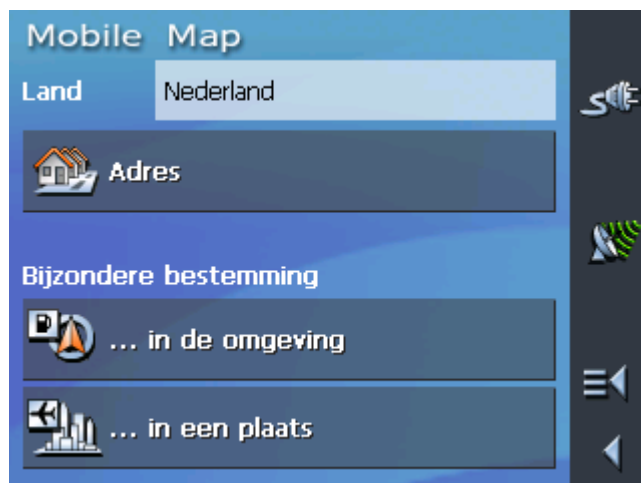 Mobile Map
Land Nederland
Adres
Bijzondere bestemming
... in de omgeving
... in een plaats